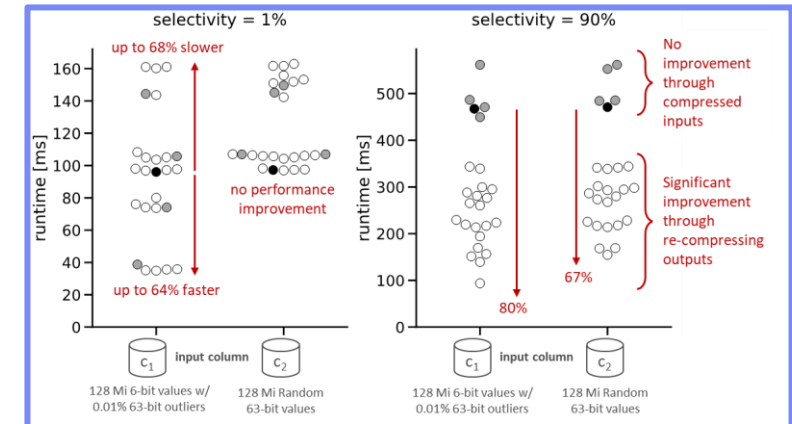 selectivity = 1%
up to 68% slower
runtime [ms]
160
140
120
100
80
60
40
20
0
no performance
improvement
up to 64% faster
C1
input column
C2
128 Mi 6-bit values w/
0.01% 63-bit outliers
128 Mi Random
63-bit values
selectivity = 90%
runtime [ms]
500
400
300
200
100
0
No
improvement
through
compressed
inputs
Significant
improvement
through
re-compressing
outputs
67%
80%
C1
input column
C2
128 Mi 6-bit values w/
0.01% 63-bit outliers
128 Mi Random
63-bit values